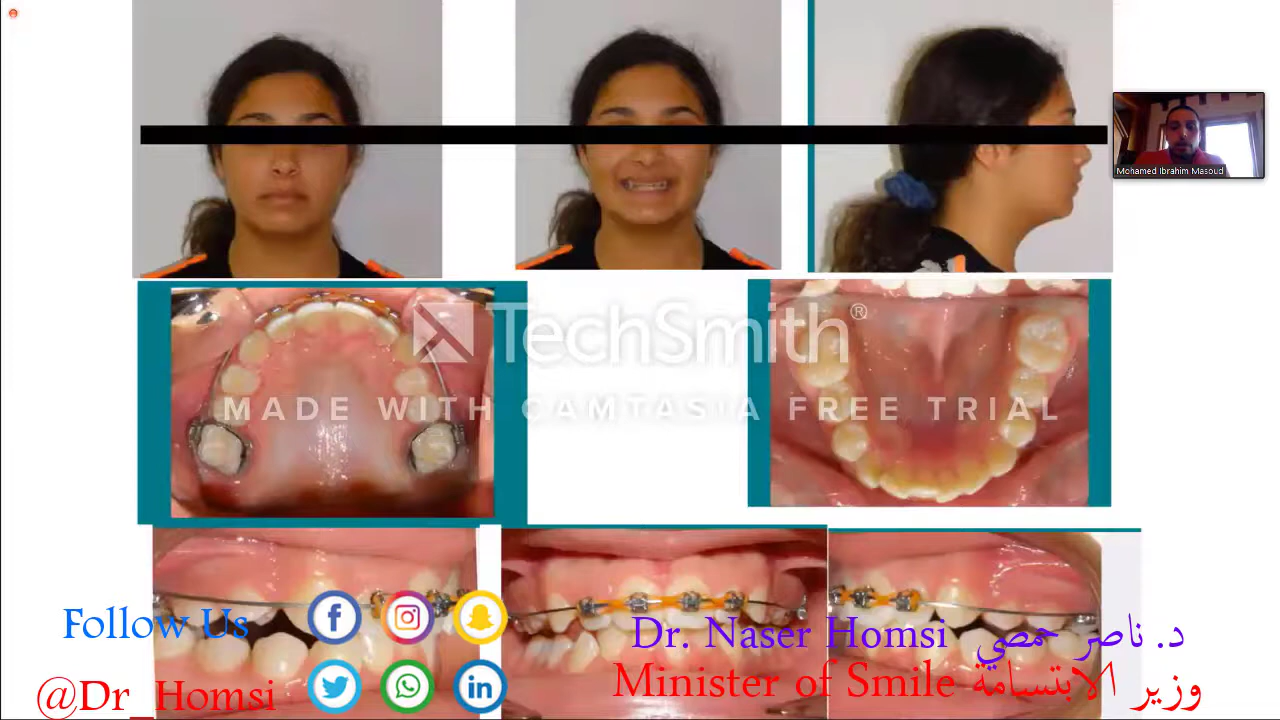 Mohamed Ibrahim Masoud
TechSmith®
MADE WITH CAMTASIA FREE TRIAL
Follow Us
@Dr_Homsi
Dr. Naser Homsi د. ناصر حمصي
Minister of Smile وزير الابتسامة